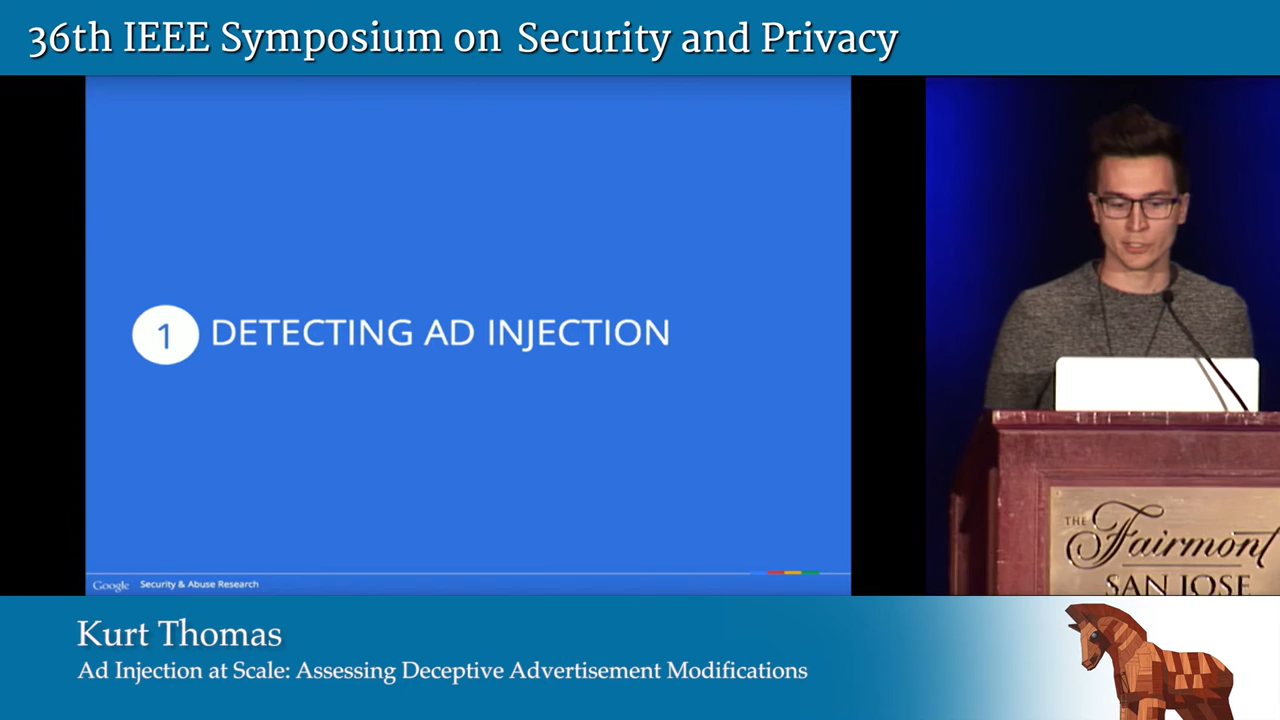 36th IEEE Symposium on Security and Privacy
1 DETECTING AD INJECTION
Google Security & Abuse Research
THE Fairmont
SAN JOSE
Kurt Thomas
Ad Injection at Scale: Assessing Deceptive Advertisement Modifications